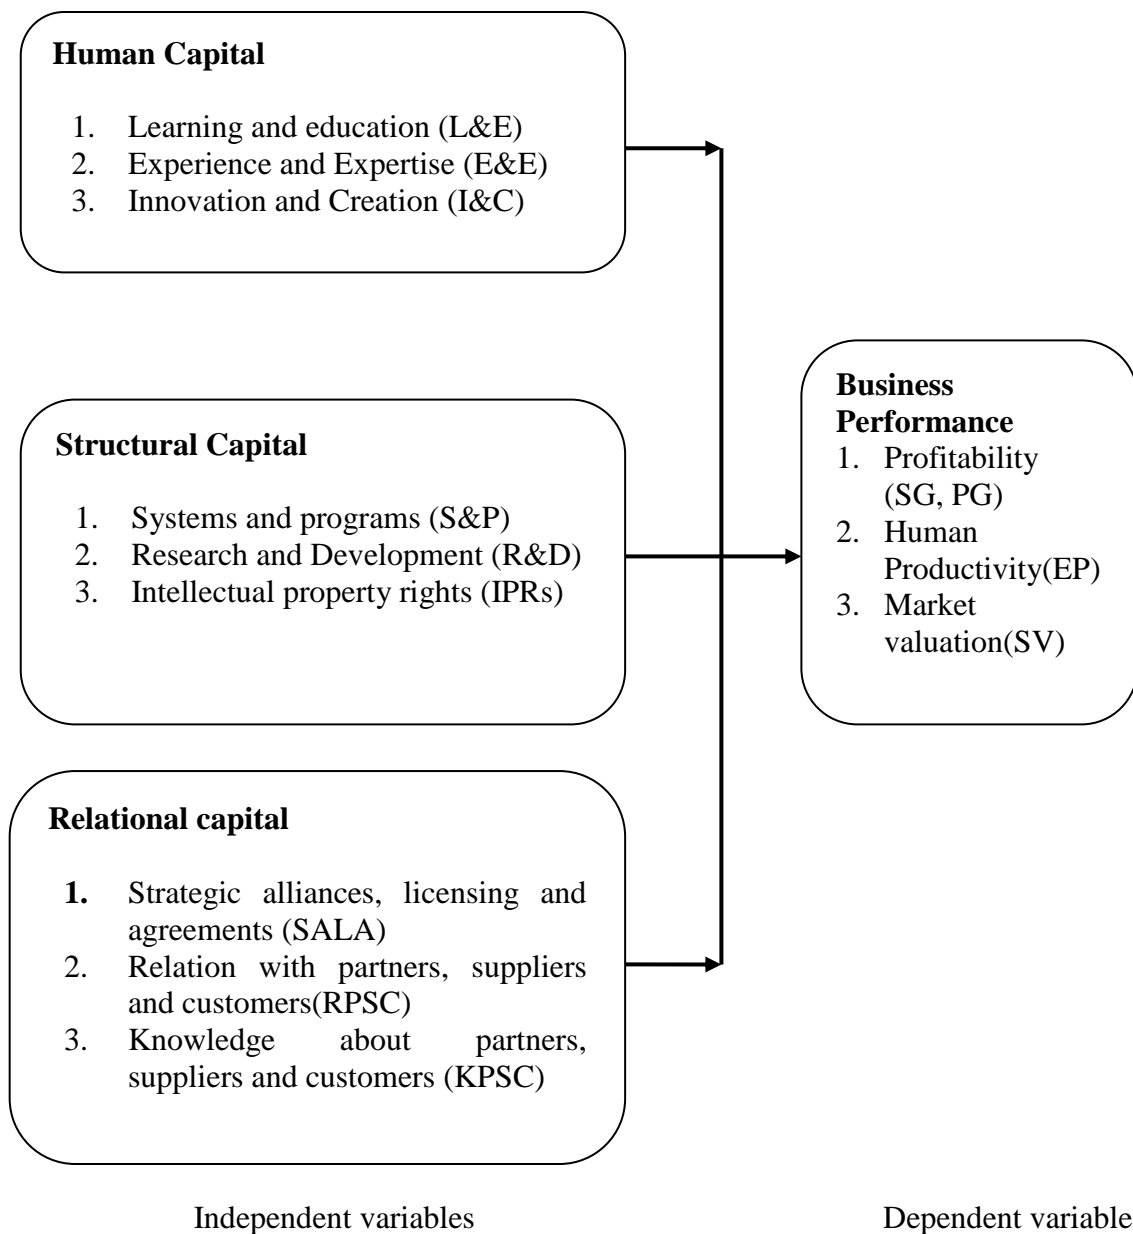 Human Capital
1. Learning and education (L&E)
2. Experience and Expertise (E&E)
3. Innovation and Creation (I&C)
Structural Capital
1. Systems and programs (S&P)
2. Research and Development (R&D)
3. Intellectual property rights (IPRs)
Relational capital
1. Strategic alliances, licensing and
agreements (SALA)
2. Relation with partners, suppliers
and customers(RPSC)
3. Knowledge about partners,
suppliers and customers (KPSC)
Business
Performance
1. Profitability
(SG, PG)
2. Human
Productivity(EP)
3. Market
valuation(SV)
Independent variables
Dependent variable